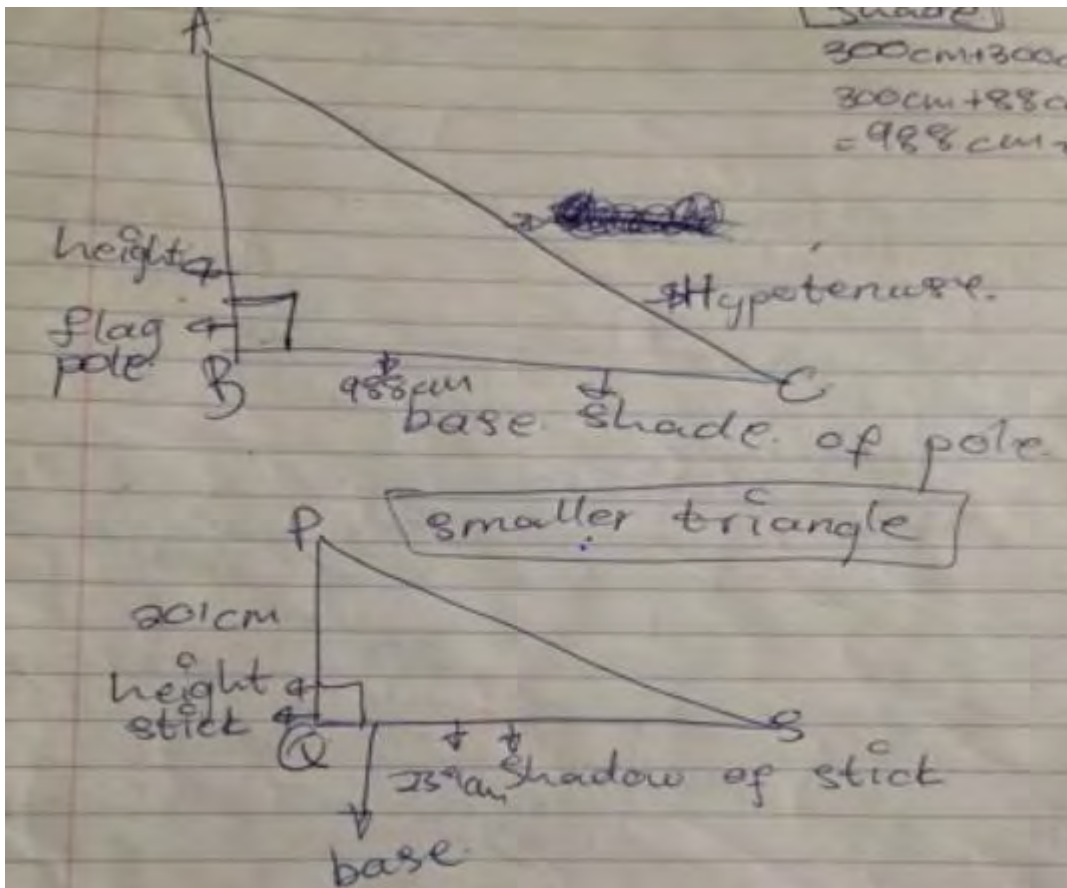 A
shade
300cm+300c
300cm+88c
=988cm
height
Hypotenuse.
flag
pole
B
988cm
C
base. shade of pole
smaller triangle
P
201cm
height
stick
Q
S
239cm shadow of stick
base